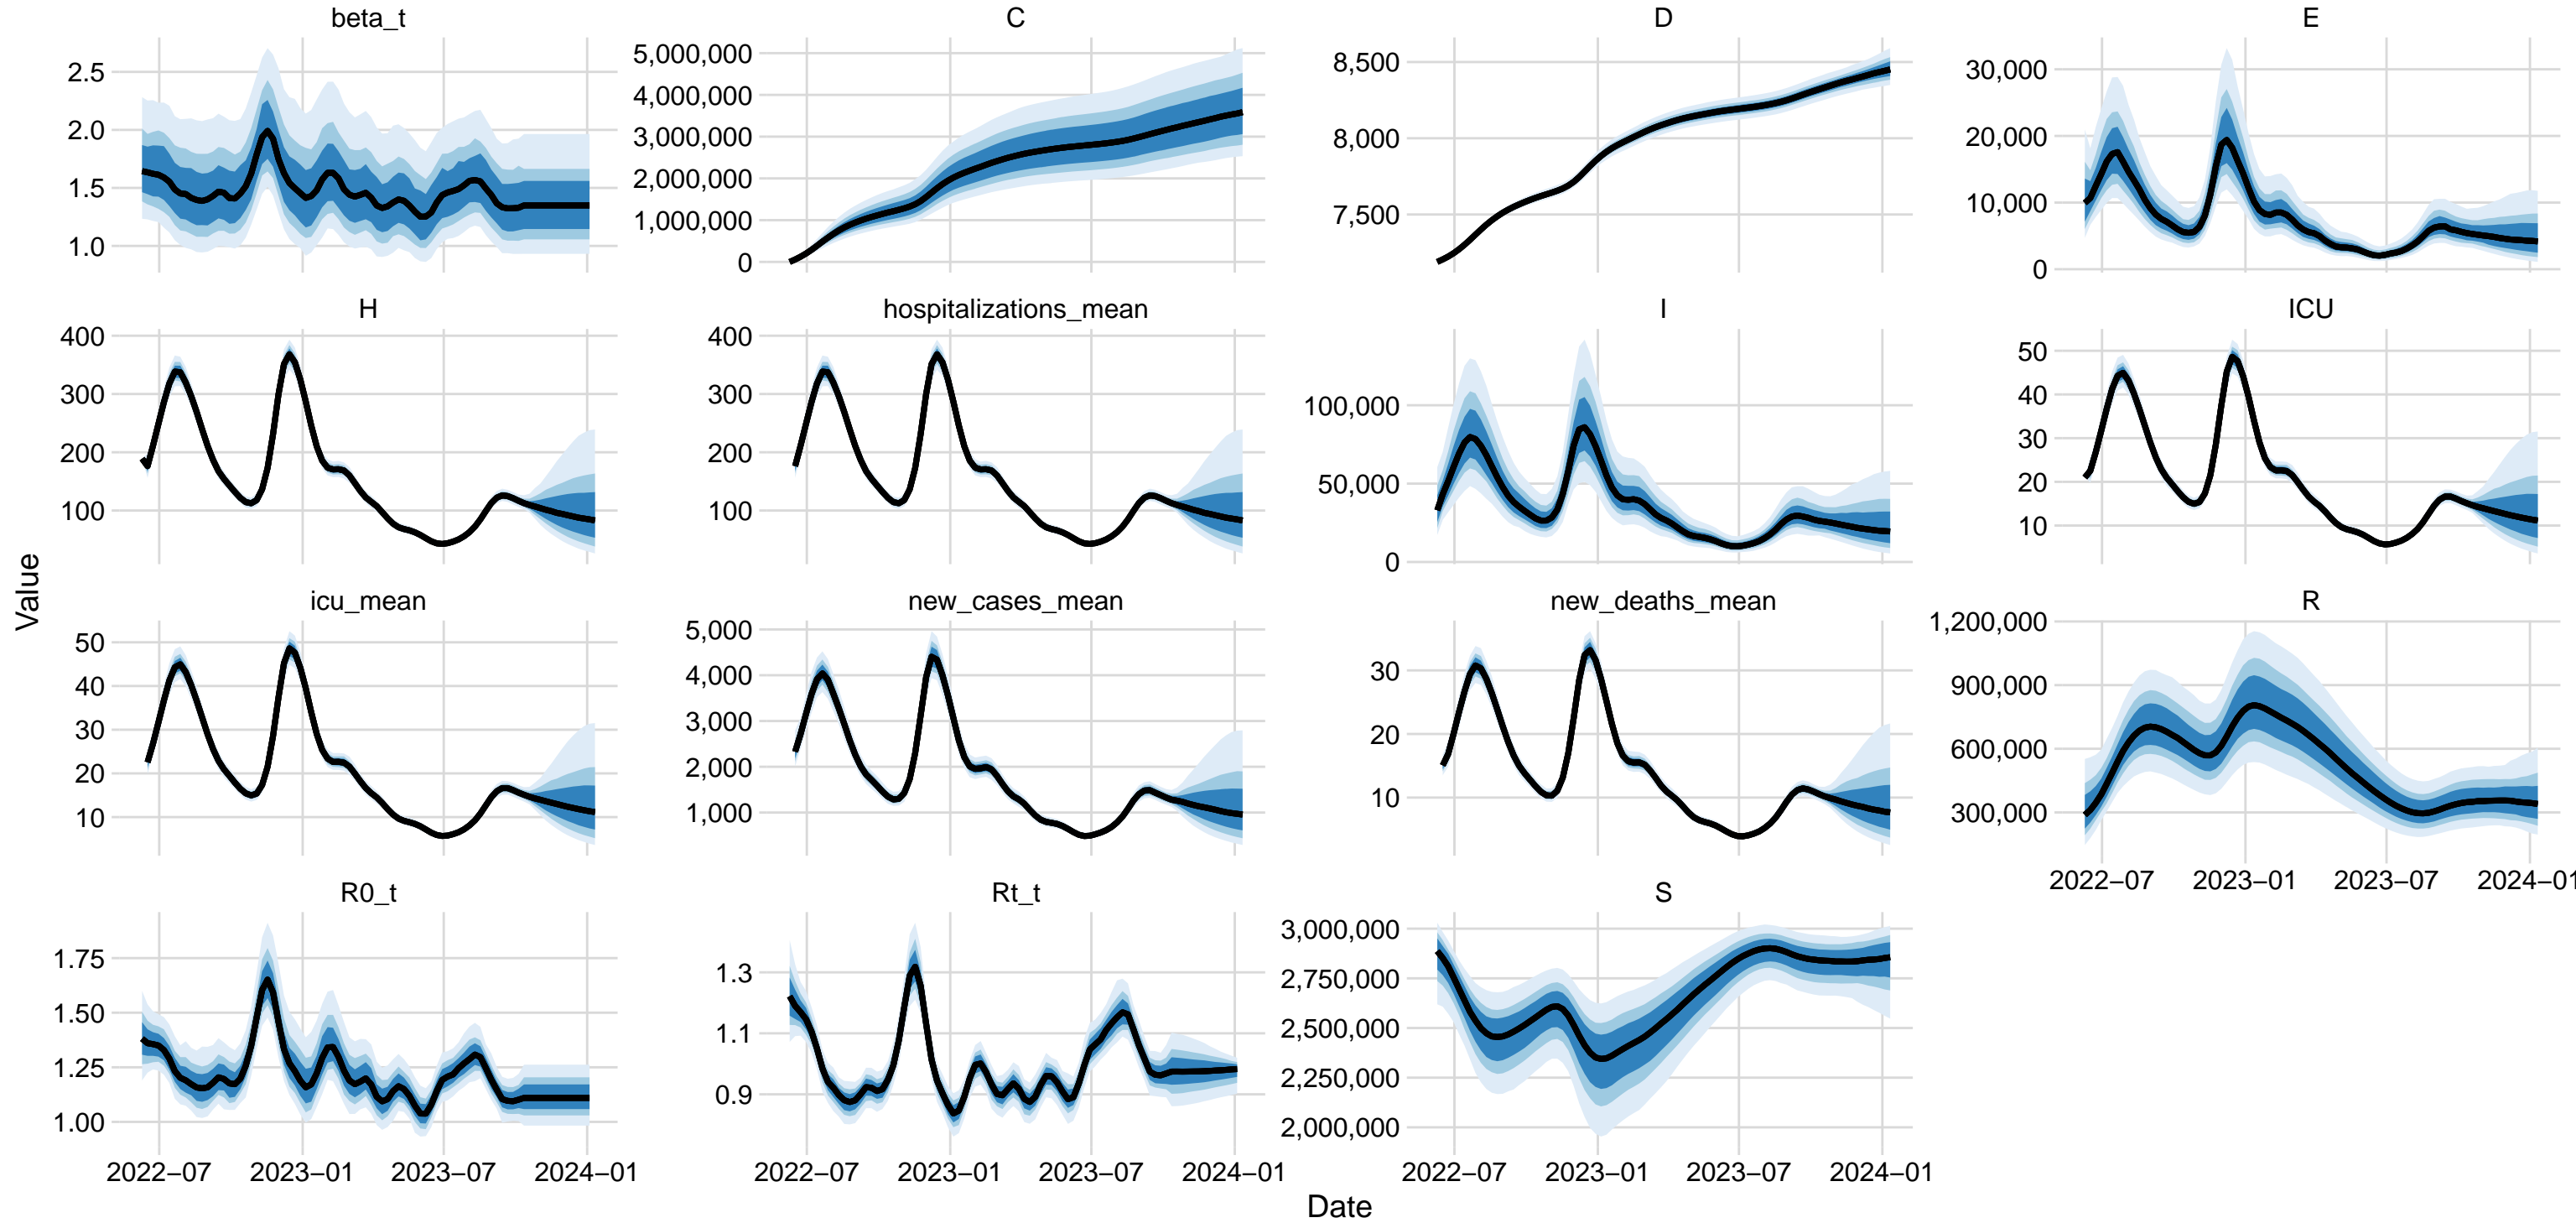 beta_t
C
D
E
2.5
2.0
1.5
1.0
5,000,000
4,000,000
3,000,000
2,000,000
1,000,000
0
8,500
8,000
7,500
30,000
20,000
10,000
0
H
hospitalizations_mean
I
ICU
400
300
200
100
400
300
200
100
100,000
50,000
0
50
40
30
20
10
Value
icu_mean
new_cases_mean
new_deaths_mean
R
50
40
30
20
10
5,000
4,000
3,000
2,000
1,000
30
20
10
1,200,000
900,000
600,000
300,000
2022−07 2023−01 2023−07 2024−01
R0_t
Rt_t
S
1.75
1.50
1.25
1.00
1.3
1.1
0.9
3,000,000
2,750,000
2,500,000
2,250,000
2,000,000
2022−07 2023−01 2023−07 2024−01
2022−07 2023−01 2023−07 2024−01
2022−07 2023−01 2023−07 2024−01
Date